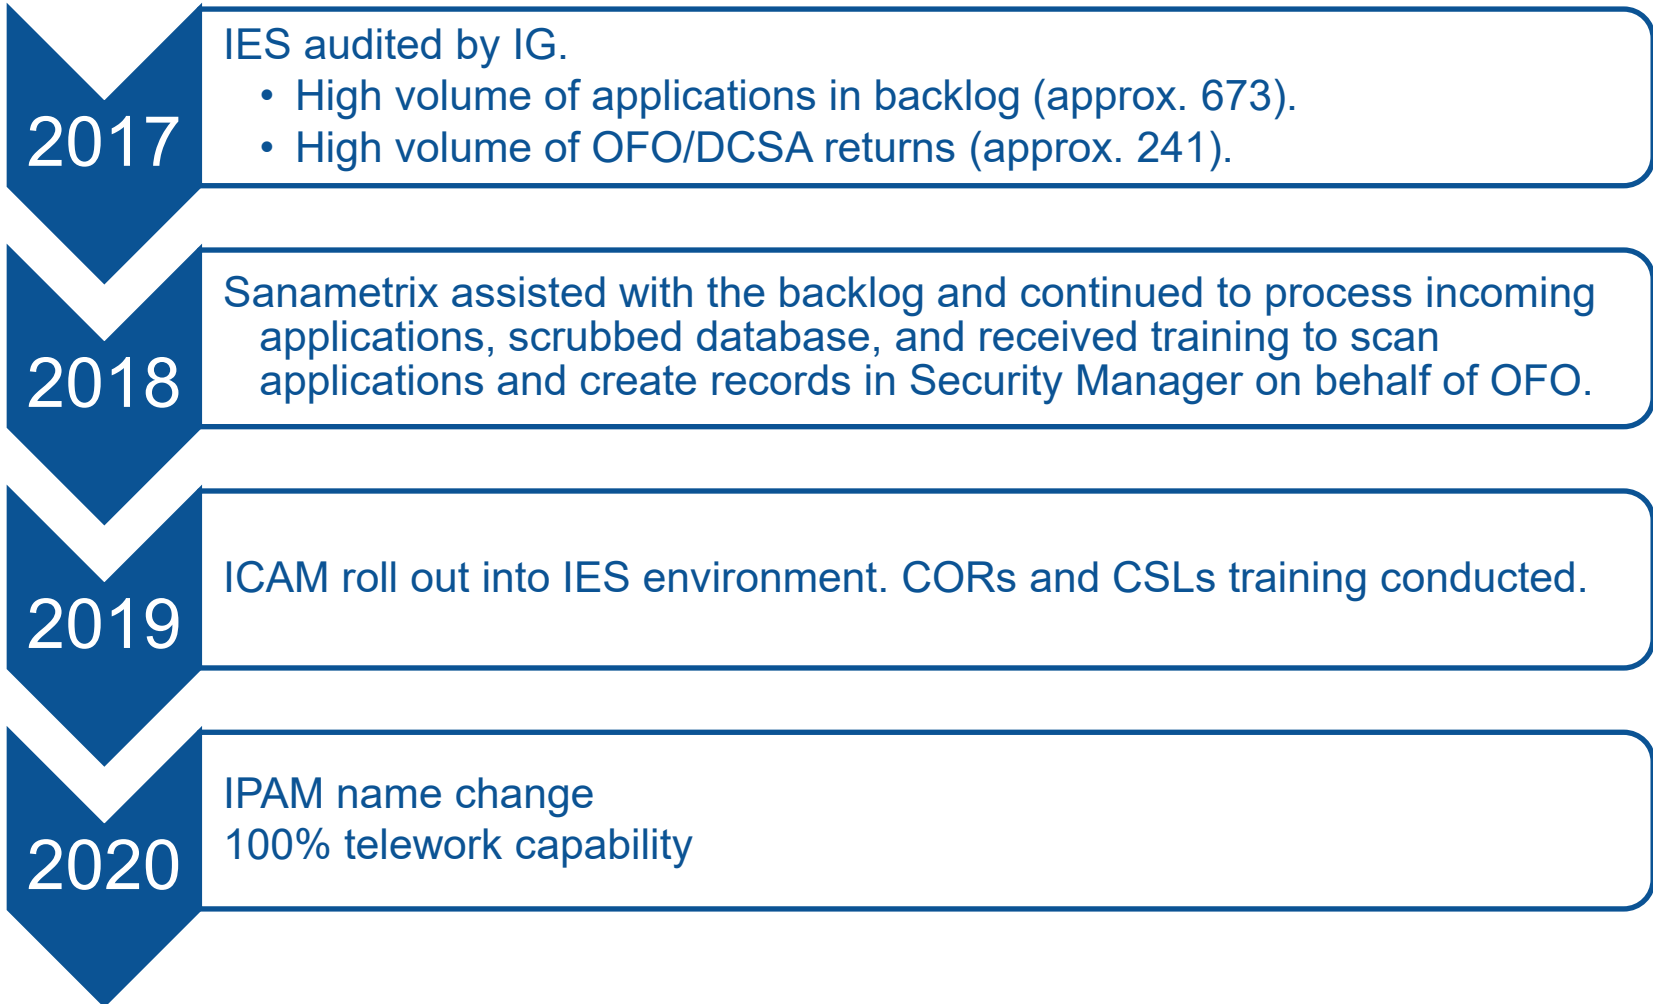 2017
IES audited by IG.
• High volume of applications in backlog (approx. 673).
• High volume of OFO/DCSA returns (approx. 241).
2018
Sanametrix assisted with the backlog and continued to process incoming
applications, scrubbed database, and received training to scan
applications and create records in Security Manager on behalf of OFO.
2019
ICAM roll out into IES environment. CORs and CSLs training conducted.
2020
IPAM name change
100% telework capability